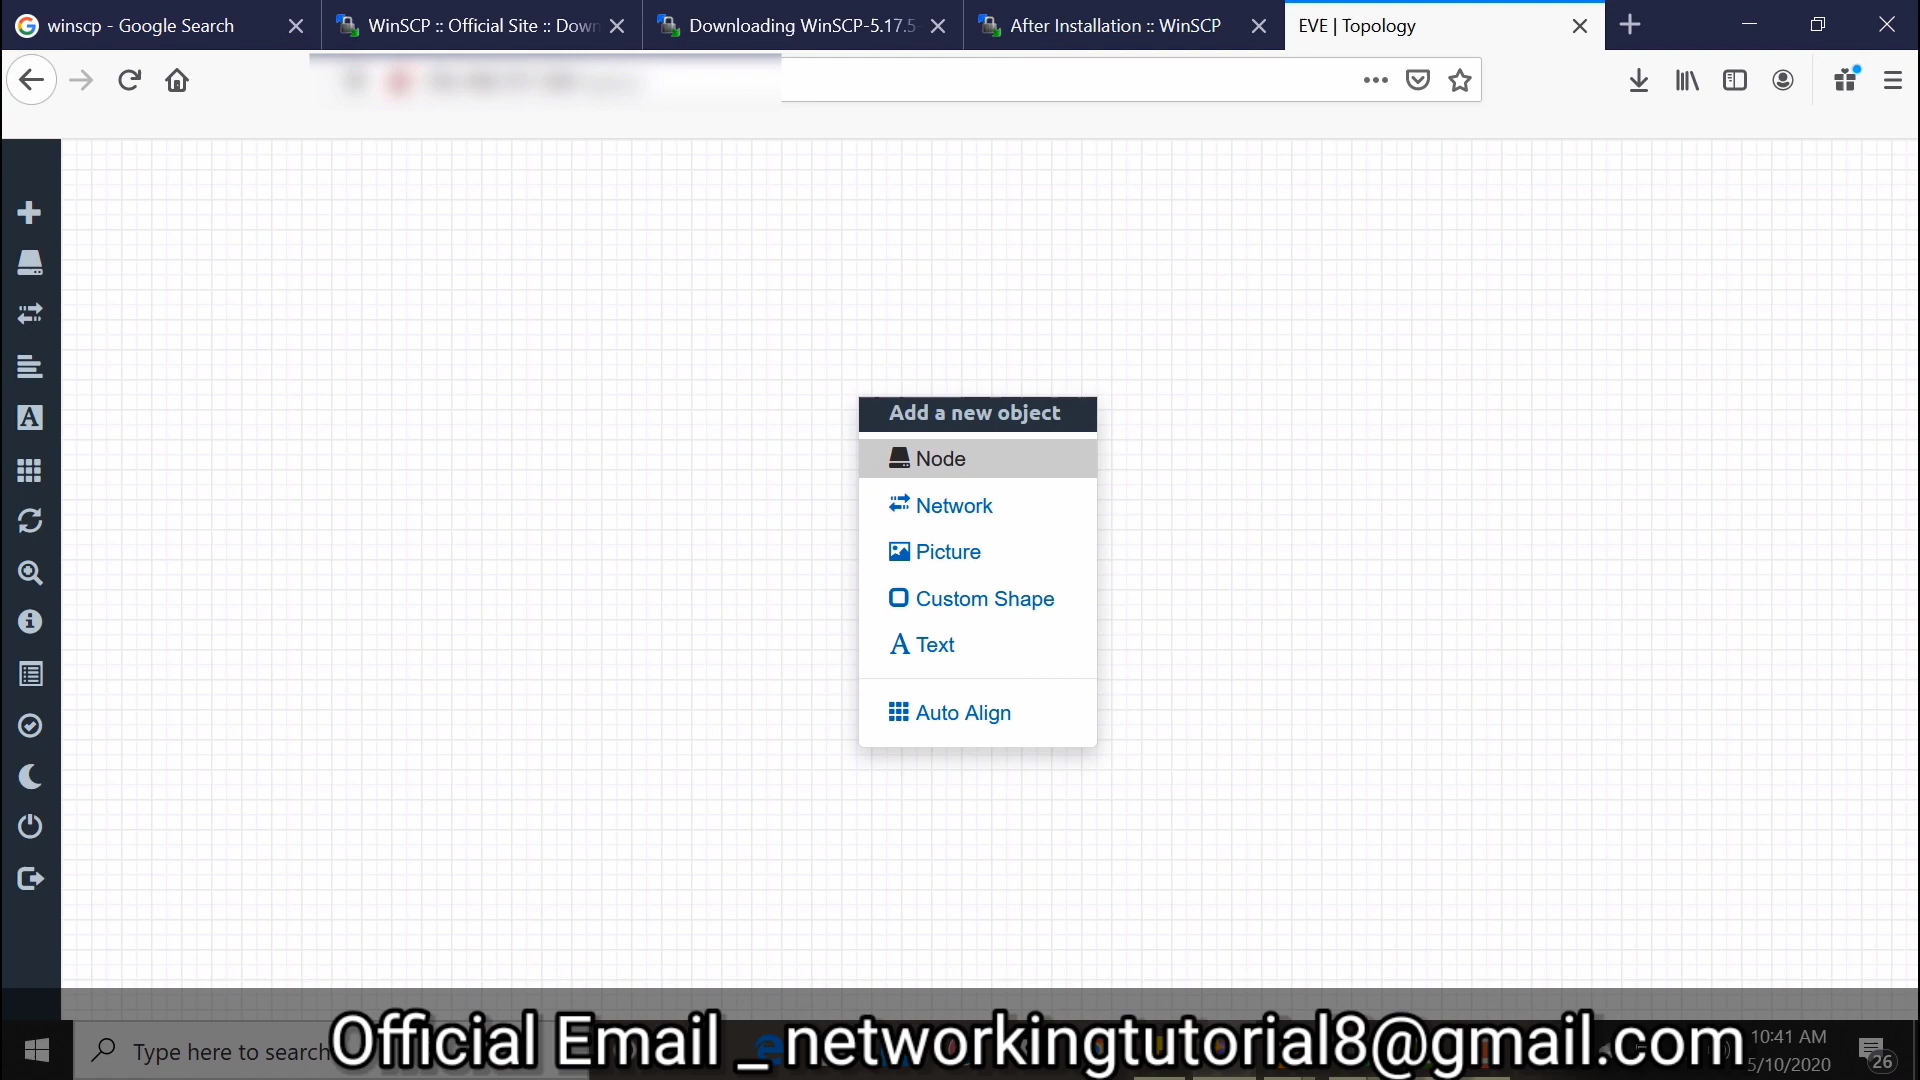 winscp - Google Search
WinSCP :: Official Site :: Down
Downloading WinSCP-5.17.5
After Installation :: WinSCP
EVE | Topology
Add a new object
Node
Network
Picture
Custom Shape
Text
Auto Align
Type here to search
Official Email _ networkingtutorial8@gmail.com
10:41 AM
5/10/2020
26